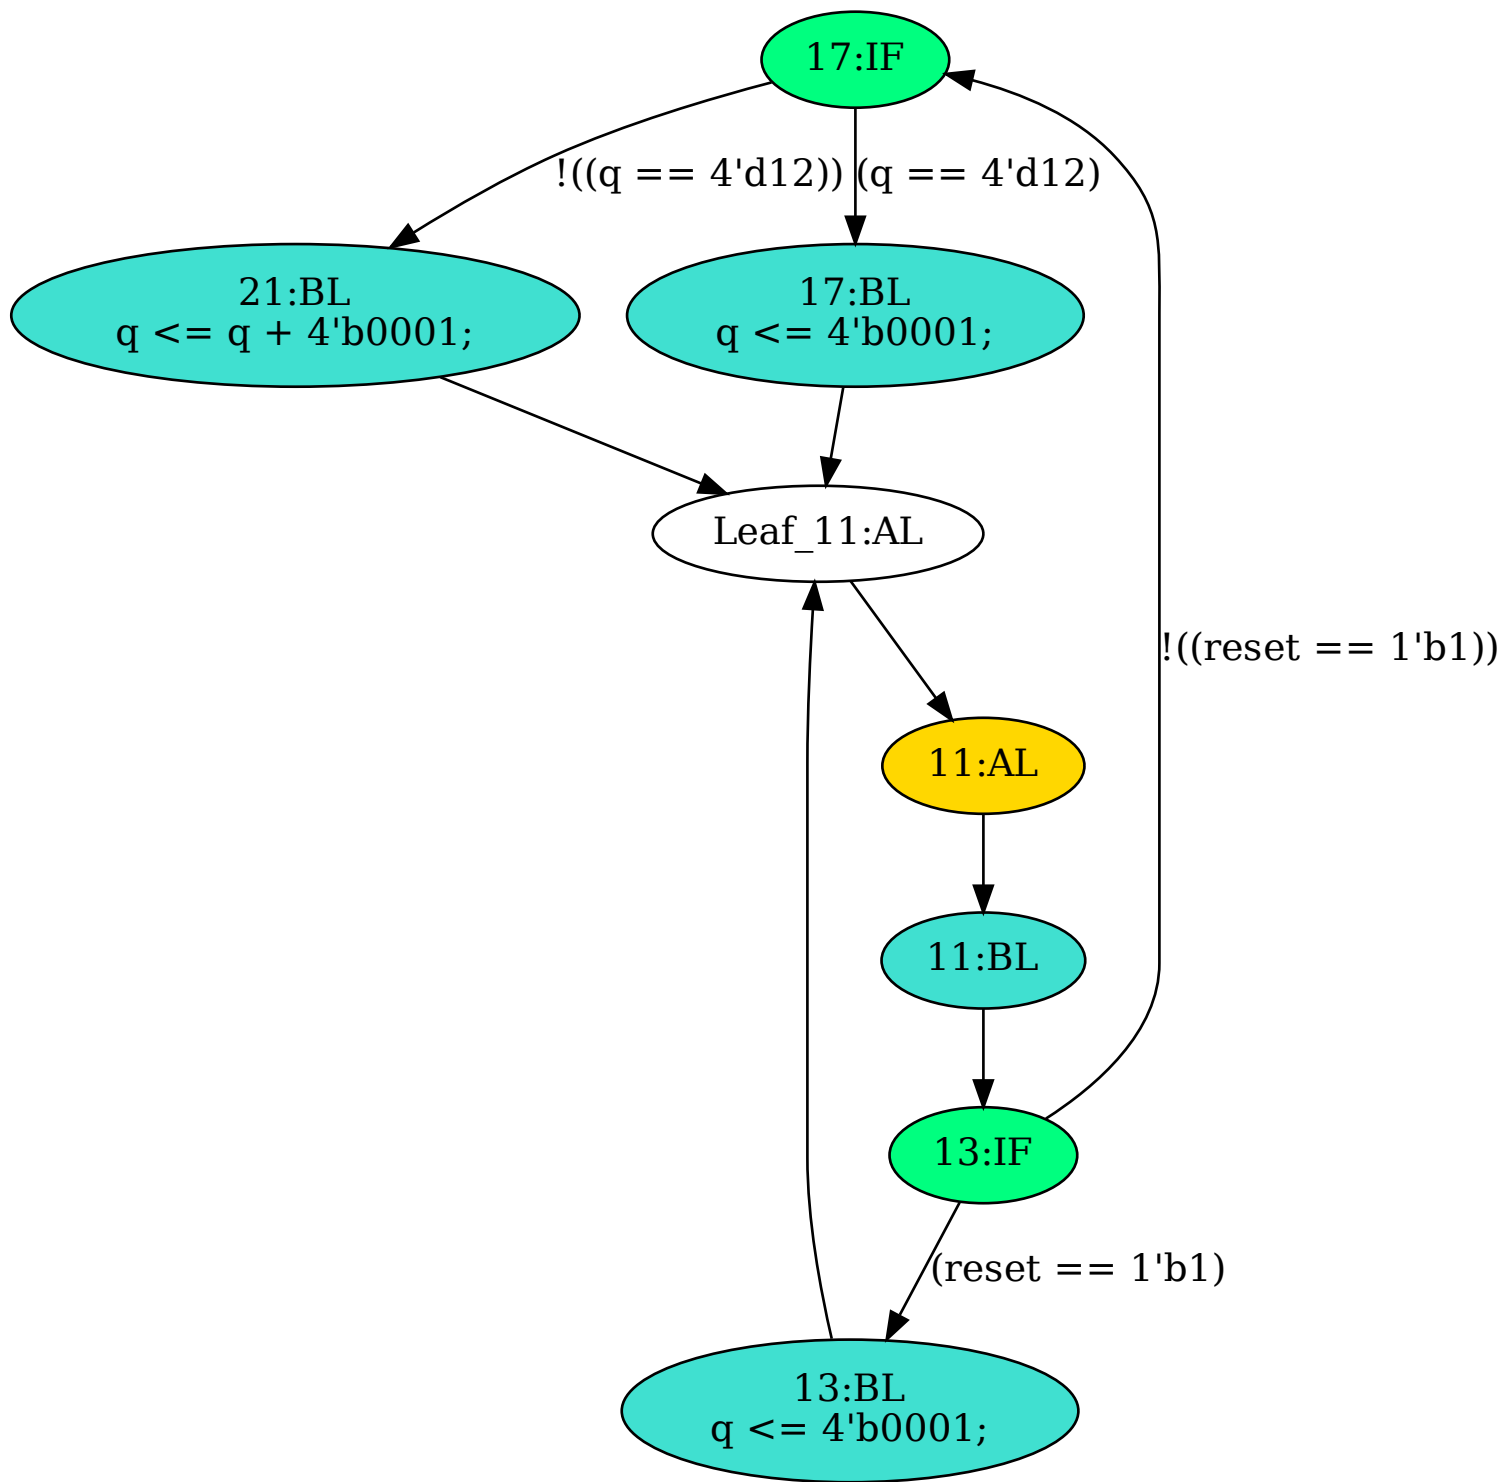 17:IF
!((q == 4'd12))
(q == 4'd12)
21:BL
q <= q + 4'b0001;
17:BL
q <= 4'b0001;
Leaf_11:AL
!((reset == 1'b1))
11:AL
11:BL
13:IF
(reset == 1'b1)
13:BL
q <= 4'b0001;